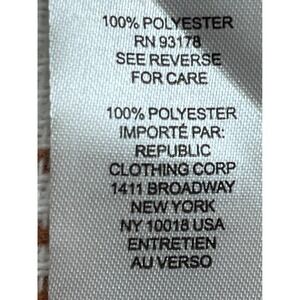 100% POLYESTER
RN 93178
SEE REVERSE
FOR CARE
100% POLYESTER
IMPORTÉ PAR:
REPUBLIC
CLOTHING CORP
1411 BROADWAY
NEW YORK
NY 10018 USA
ENTRETIEN
AU VERSO